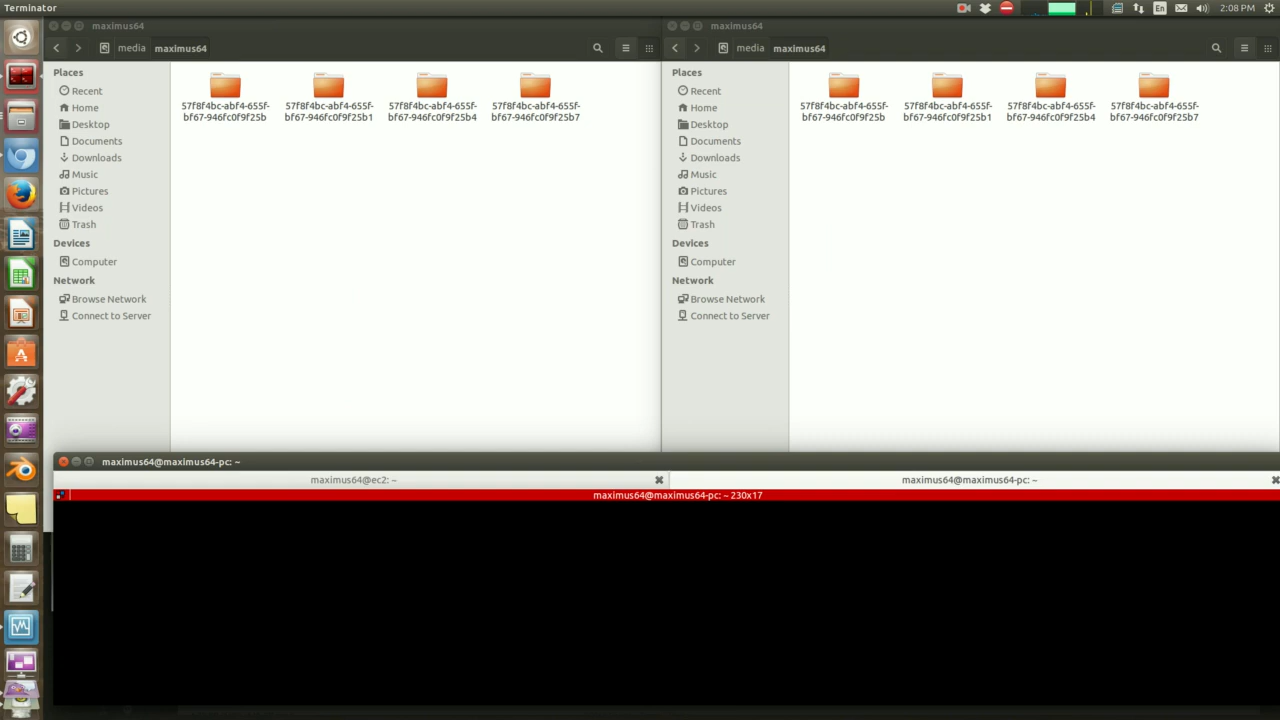 Terminator
En
2:08 PM
maximus64
media
maximus64
Places
Recent
Home
Desktop
Documents
Downloads
Music
Pictures
Videos
Trash
Devices
Computer
Network
Browse Network
Connect to Server
57f8f4bc-abf4-655f-
bf67-946fc0f9f25b
57f8f4bc-abf4-655f-
bf67-946fc0f9f25b1
57f8f4bc-abf4-655f-
bf67-946fc0f9f25b4
57f8f4bc-abf4-655f-
bf67-946fc0f9f25b7
maximus64
media
maximus64
Places
Recent
Home
Desktop
Documents
Downloads
Music
Pictures
Videos
Trash
Devices
Computer
Network
Browse Network
Connect to Server
57f8f4bc-abf4-655f-
bf67-946fc0f9f25b
57f8f4bc-abf4-655f-
bf67-946fc0f9f25b1
57f8f4bc-abf4-655f-
bf67-946fc0f9f25b4
57f8f4bc-abf4-655f-
bf67-946fc0f9f25b7
maximus64@maximus64-pc: ~
maximus64@ec2: ~
maximus64@maximus64-pc: ~
maximus64@maximus64-pc: ~ 230x17